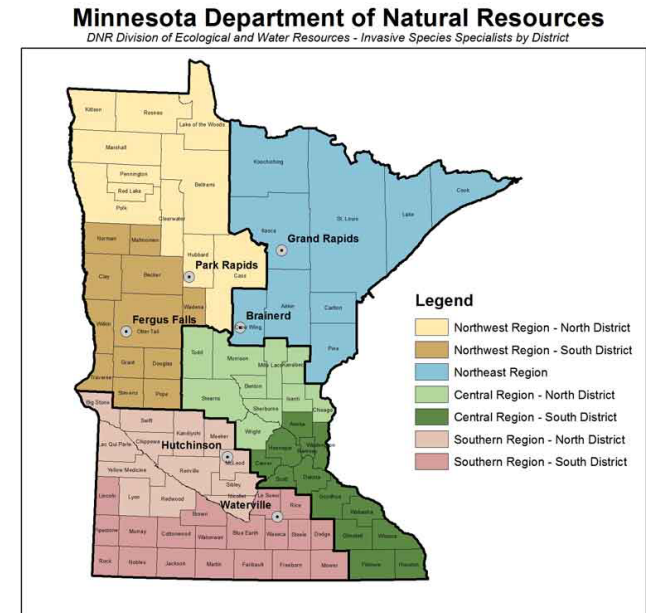 Minnesota Department of Natural Resources
DNR Division of Ecological and Water Resources - Invasive Species Specialists by District
Kittson
Roseau
Lake of the Woods
Marshall
Koochiching
Pennington
Beltrami
Red Lake
Polk
Clearwater
Cook
Lake
St. Louis
Itasca
Grand Rapids
Norman
Mahnomen
Hubbard
Cass
Park Rapids
Clay
Becker
Wadena
Aitkin
Carlton
Brainerd
Crow Wing
Fergus Falls
Wilkin
Otter Tail
Pine
Todd
Morrison
Mille Lacs
Kanabec
Grant
Douglas
Traverse
Stevens
Pope
Stearns
Benton
Isanti
Sherburne
Chisago
Big Stone
Swift
Wright
Anoka
Kandiyohi
Meeker
Hennepin
Washington
Ramsey
Lac Qui Parle
Chippewa
Hutchinson
McLeod
Carver
Scott
Dakota
Yellow Medicine
Renville
Sibley
Goodhue
Lincoln
Lyon
Redwood
Nicollet
Le Sueur
Rice
Waterville
Wabasha
Brown
Pipestone
Murray
Cottonwood
Watonwan
Blue Earth
Waseca
Steele
Dodge
Olmsted
Winona
Rock
Nobles
Jackson
Martin
Faribault
Freeborn
Mower
Fillmore
Houston
Legend
Northwest Region - North District
Northwest Region - South District
Northeast Region
Central Region - North District
Central Region - South District
Southern Region - North District
Southern Region - South District